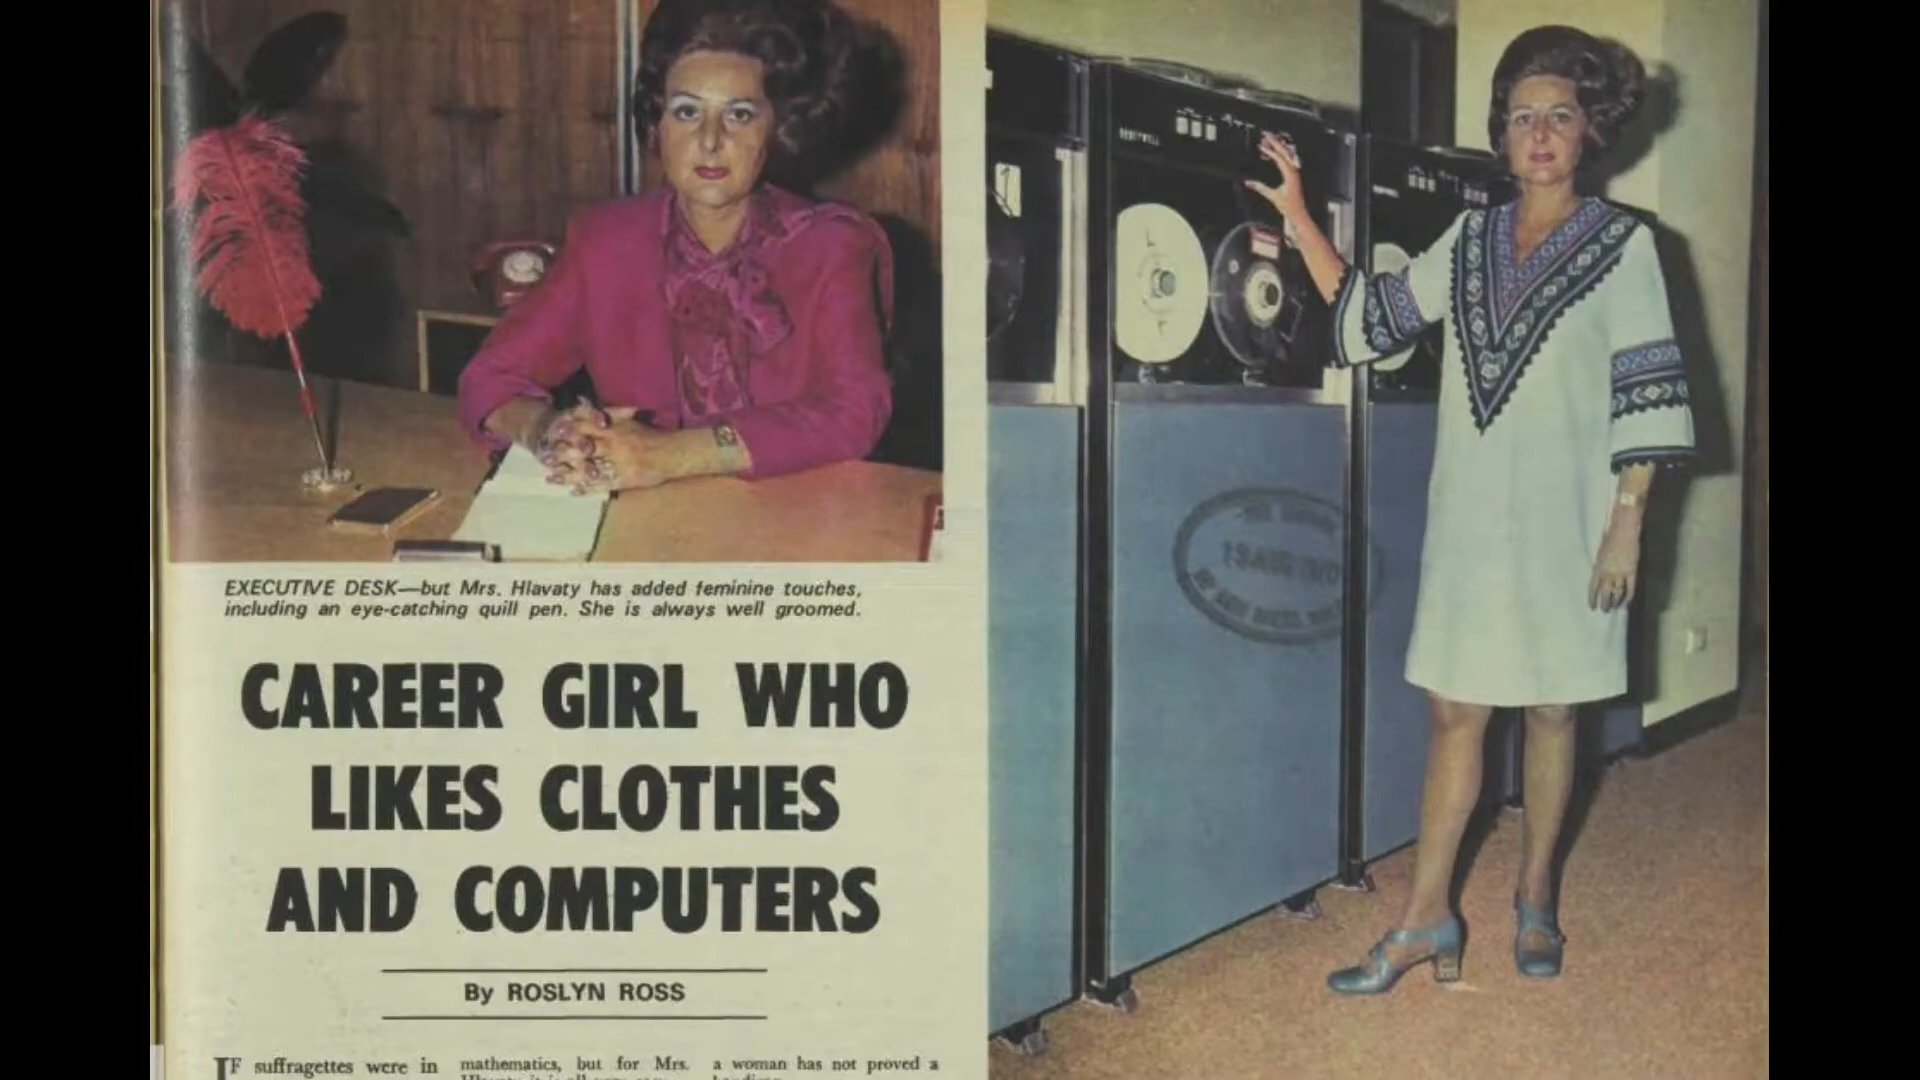 HONEYWELL
EXECUTIVE DESK—but Mrs. Hlavaty has added feminine touches,
including an eye-catching quill pen. She is always well groomed.
CAREER GIRL WHO
LIKES CLOTHES
AND COMPUTERS
By ROSLYN ROSS
IF suffragettes were in
mathematics, but for Mrs.
a woman has not proved a